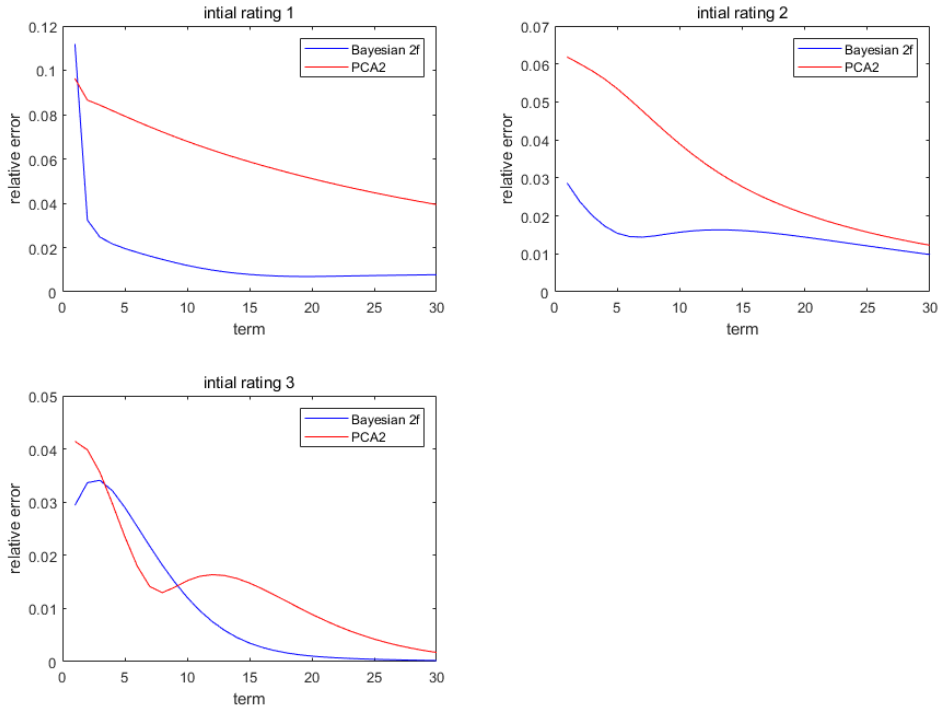 intial rating 1
0.12
0.1
0.08
0.06
0.04
0.02
0
relative error
0 5 10 15 20 25 30
term
Bayesian 2f
PCA2
intial rating 2
0.07
0.06
0.05
0.04
0.03
0.02
0.01
0
relative error
0 5 10 15 20 25 30
term
Bayesian 2f
PCA2
intial rating 3
0.05
0.04
0.03
0.02
0.01
0
relative error
0 5 10 15 20 25 30
term
Bayesian 2f
PCA2